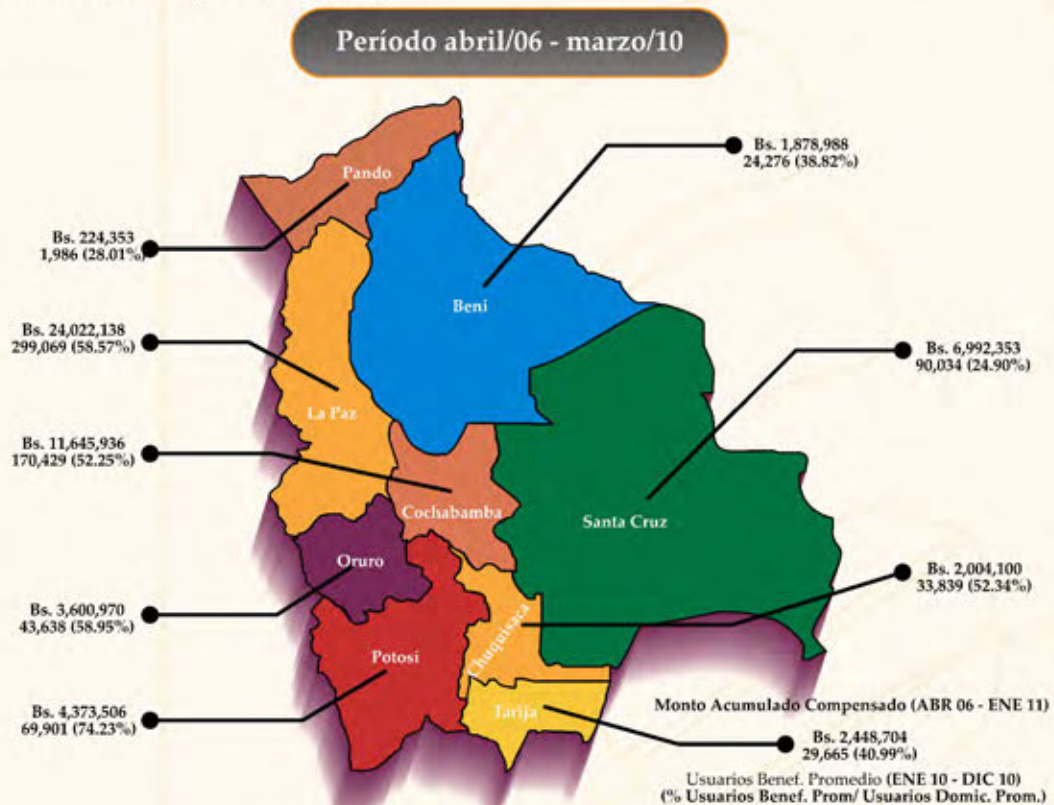 Período abril/06 - marzo/10
Bs. 1,878,988
24,276 (38.82%)
Pando
Bs. 224,353
1,986 (28.01%)
Beni
Bs. 24,022,138
299,069 (58.57%)
Bs. 6,992,353
90,034 (24.90%)
La Paz
Bs. 11,645,936
170,429 (52.25%)
Cochabamba
Santa Cruz
Oruro
Bs. 2,004,100
33,839 (52.34%)
Bs. 3,600,970
43,638 (58.95%)
Chuquisaca
Potosí
Bs. 4,373,506
69,901 (74.23%)
Tarija
Monto Acumulado Compensado (ABR 06 - ENE 11)
Bs. 2,448,704
29,665 (40.99%)
Usuarios Benef. Promedio (ENE 10 - DIC 10)
(% Usuarios Benef. Prom/ Usuarios Domic. Prom.)